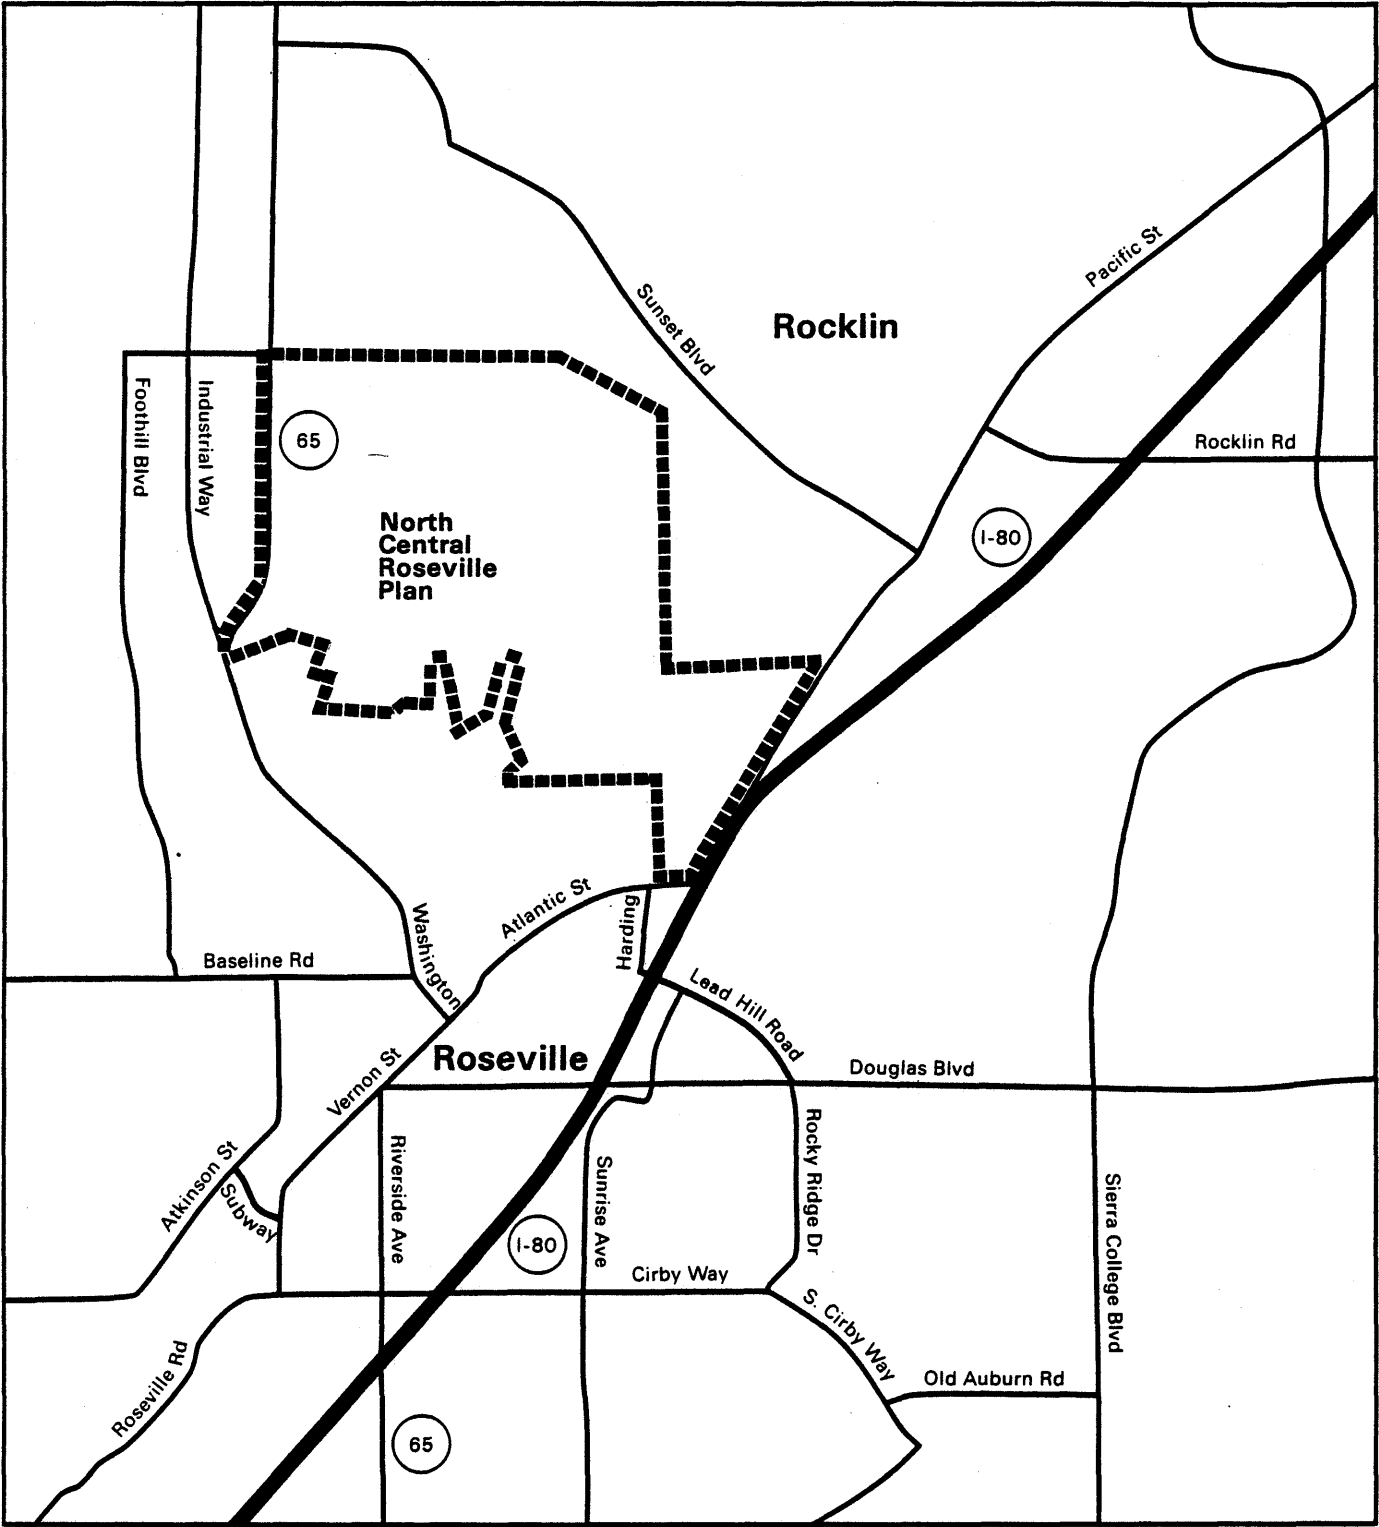 Pacific St
Sunset Blvd
Rocklin
Foothill Blvd
Industrial Way
65
Rocklin Rd
North
Central
Roseville
Plan
I-80
Atlantic St
Harding
Washington
Baseline Rd
Lead Hill Road
Roseville
Vernon St
Douglas Blvd
Atkinson St
Subway
Riverside Ave
Sunrise Ave
Rocky Ridge Dr
Sierra College Blvd
I-80
Cirby Way
S. Cirby Way
Roseville Rd
Old Auburn Rd
65